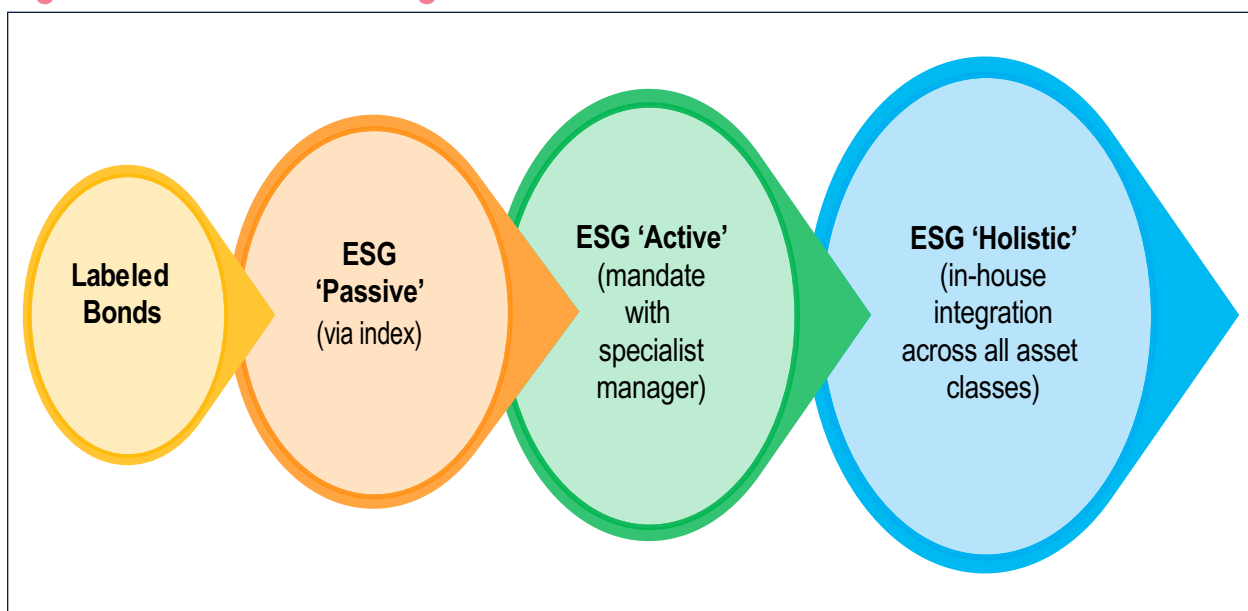 Labeled
Bonds
ESG
‘Passive’
(via index)
ESG ‘Active’
(mandate
with
specialist
manager)
ESG ‘Holistic’
(in-house
integration
across all asset
classes)